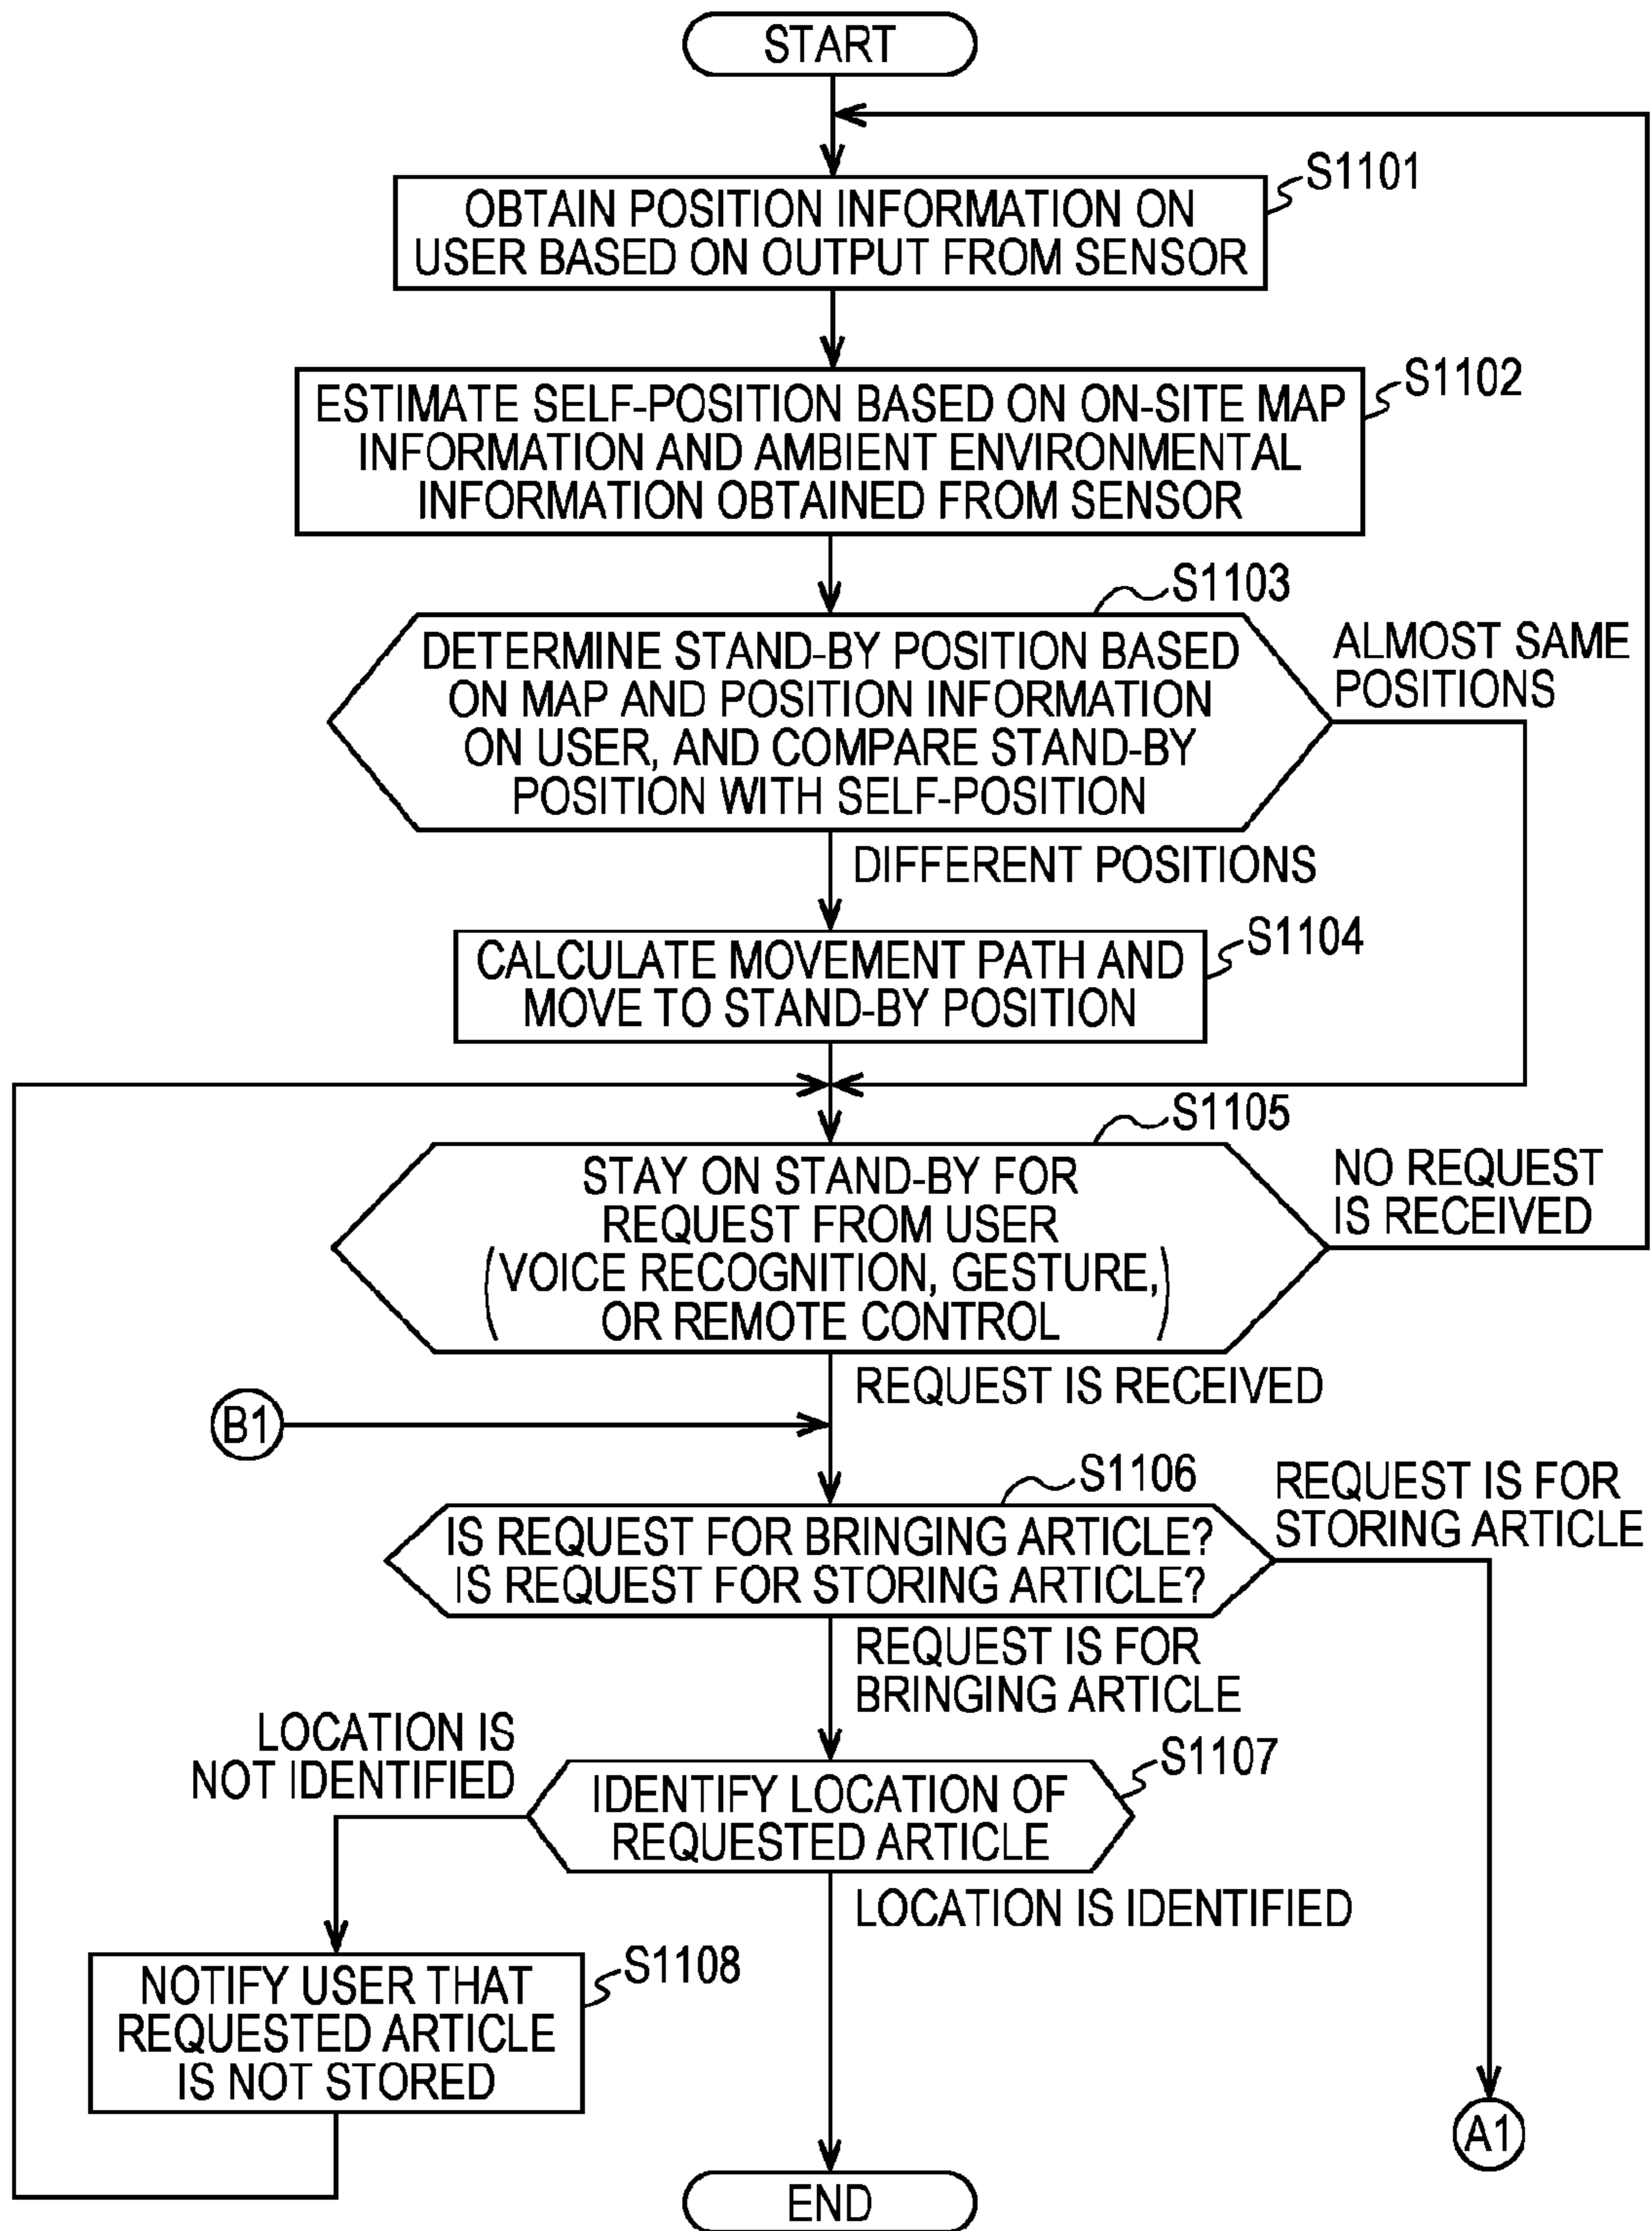 START
S1101
OBTAIN POSITION INFORMATION ON
USER BASED ON OUTPUT FROM SENSOR
S1102
ESTIMATE SELF-POSITION BASED ON ON-SITE MAP
INFORMATION AND AMBIENT ENVIRONMENTAL
INFORMATION OBTAINED FROM SENSOR
S1103
DETERMINE STAND-BY POSITION BASED
ON MAP AND POSITION INFORMATION
ON USER, AND COMPARE STAND-BY
POSITION WITH SELF-POSITION
ALMOST SAME
POSITIONS
DIFFERENT POSITIONS
S1104
CALCULATE MOVEMENT PATH AND
MOVE TO STAND-BY POSITION
S1105
STAY ON STAND-BY FOR
REQUEST FROM USER
(VOICE RECOGNITION, GESTURE,
OR REMOTE CONTROL)
NO REQUEST
IS RECEIVED
REQUEST IS RECEIVED
B1
S1106
IS REQUEST FOR BRINGING ARTICLE?
IS REQUEST FOR STORING ARTICLE?
REQUEST IS FOR
STORING ARTICLE
REQUEST IS FOR
BRINGING ARTICLE
LOCATION IS
NOT IDENTIFIED
S1107
IDENTIFY LOCATION OF
REQUESTED ARTICLE
LOCATION IS IDENTIFIED
S1108
NOTIFY USER THAT
REQUESTED ARTICLE
IS NOT STORED
A1
END